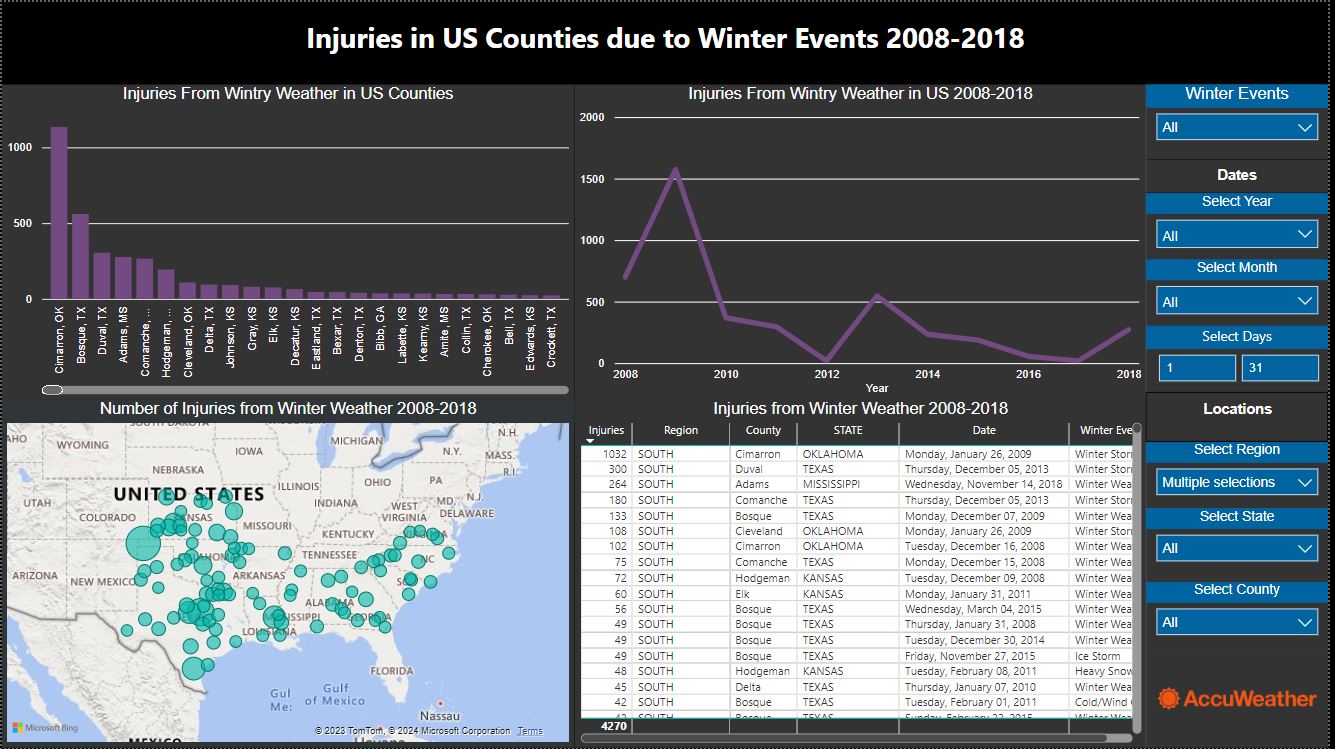 Injuries in US Counties due to Winter Events 2008-2018
Injuries From Wintry Weather in US Counties
1000
500
0
Cimarron, OK
Bosque, TX
Duval, TX
Adams, MS
Comanche, ...
Hodgeman, ...
Cleveland, OK
Delta, TX
Johnson, KS
Gray, KS
Elk, KS
Decatur, KS
Eastland, TX
Bexar, TX
Denton, TX
Bibb, GA
Labette, KS
Kearny, KS
Amite, MS
Collin, TX
Cherokee, OK
Bell, TX
Edwards, KS
Crockett, TX
Injuries From Wintry Weather in US 2008-2018
2000
1500
1000
500
0
2008 2010 2012 2014 2016 2018
Year
Winter Events
All
Dates
Select Year
All
Select Month
All
Select Days
1 31
Locations
Select Region
Multiple selections
Select State
All
Select County
All
AccuWeather
Number of Injuries from Winter Weather 2008-2018
SOUTH DAKOTA
AHO
WYOMING
MICHIGAN
N.H.
IOWA
N.Y.
MASS.
NEBRASKA
R.I.
ILLINOIS
OHIO
PA
N.J.
UNITED STATES
UTAH
INDIANA
MD.
COLORADO
KANSAS
WEST
VIRGINIA
DELAWARE
MISSOURI
KENTUCKY
TENNESSEE
NC
ARIZONA
NEW MEXICO
ARKANSAS
ALABAMA
MISSISSIPPI
GEORGIA
LOUISIANA
FLORIDA
Gul
Me:
Gulf
of Mexico
Nassau
Microsoft Bing
© 2023 TomTom, © 2024 Microsoft Corporation Terms
Injuries from Winter Weather 2008-2018
Injuries Region County STATE Date Winter Eve
1032 SOUTH Cimarron OKLAHOMA Monday, January 26, 2009 Winter Storr
300 SOUTH Duval TEXAS Thursday, December 05, 2013 Winter Storr
264 SOUTH Adams MISSISSIPPI Wednesday, November 14, 2018 Winter Wea
180 SOUTH Comanche TEXAS Thursday, December 05, 2013 Winter Storr
133 SOUTH Bosque TEXAS Monday, December 07, 2009 Winter Wea
108 SOUTH Cleveland OKLAHOMA Monday, January 26, 2009 Winter Storr
102 SOUTH Cimarron OKLAHOMA Tuesday, December 16, 2008 Winter Wea
75 SOUTH Comanche TEXAS Monday, December 15, 2008 Winter Wea
72 SOUTH Hodgeman KANSAS Tuesday, December 09, 2008 Winter Wea
60 SOUTH Elk KANSAS Monday, January 31, 2011 Winter Wea
56 SOUTH Bosque TEXAS Wednesday, March 04, 2015 Winter Wea
49 SOUTH Bosque TEXAS Thursday, January 31, 2008 Winter Wea
49 SOUTH Bosque TEXAS Tuesday, December 30, 2014 Winter Wea
49 SOUTH Bosque TEXAS Friday, November 27, 2015 Ice Storm
48 SOUTH Hodgeman KANSAS Tuesday, February 08, 2011 Heavy Snow
45 SOUTH Delta TEXAS Thursday, January 07, 2010 Winter Wea
42 SOUTH Bosque TEXAS Tuesday, February 01, 2011 Cold/Wind
42 SOUTH Bosque TEXAS Sunday, February 22, 2015 Winter Wea
4270